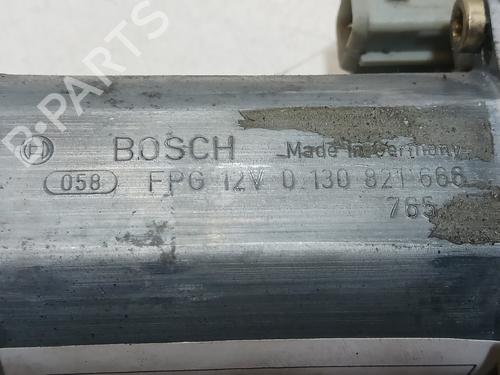 B-PARTS
BOSCH Made in Germany
058 FPG 12V 0 130 821 666
765